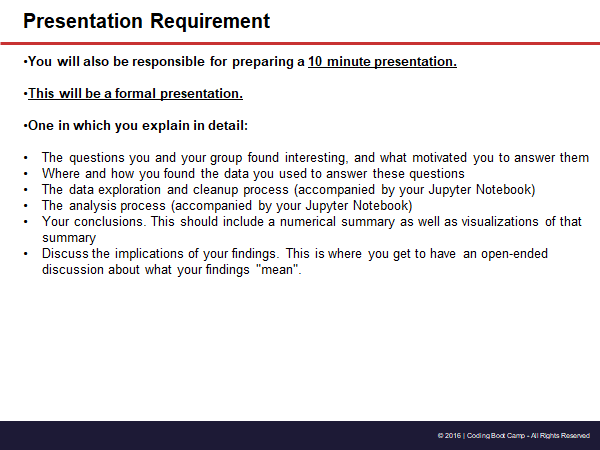 Presentation Requirement
•You will also be responsible for preparing a 10 minute presentation.
•This will be a formal presentation.
•One in which you explain in detail:
• The questions you and your group found interesting, and what motivated you to answer them
• Where and how you found the data you used to answer these questions
• The data exploration and cleanup process (accompanied by your Jupyter Notebook)
• The analysis process (accompanied by your Jupyter Notebook)
• Your conclusions. This should include a numerical summary as well as visualizations of that
summary
• Discuss the implications of your findings. This is where you get to have an open-ended
discussion about what your findings "mean".
© 2016 | Coding Boot Camp - All Rights Reserved